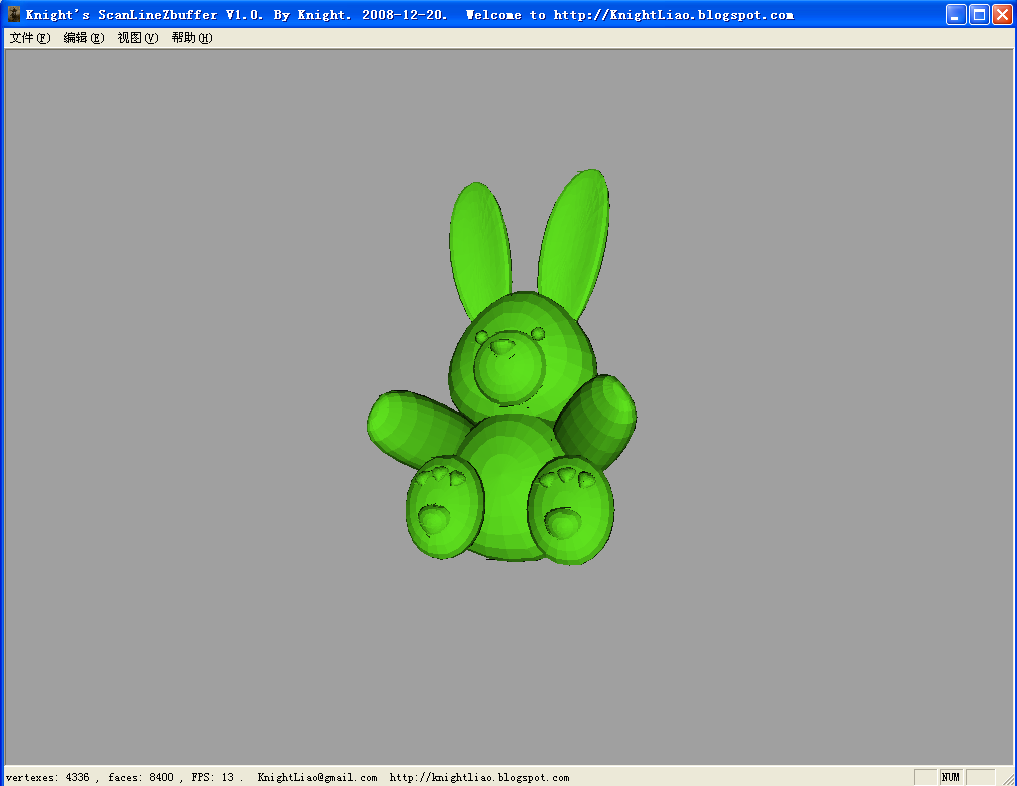 Knight's ScanLineZbuffer V1.0. By Knight. 2008-12-20.  Welcome to http://KnightLiao.blogspot.com
文件(F) 编辑(E) 视图(V) 帮助(H)
vertexes: 4336 , faces: 8400 , FPS: 13 .  KnightLiao@gmail.com  http://knightliao.blogspot.com NUM